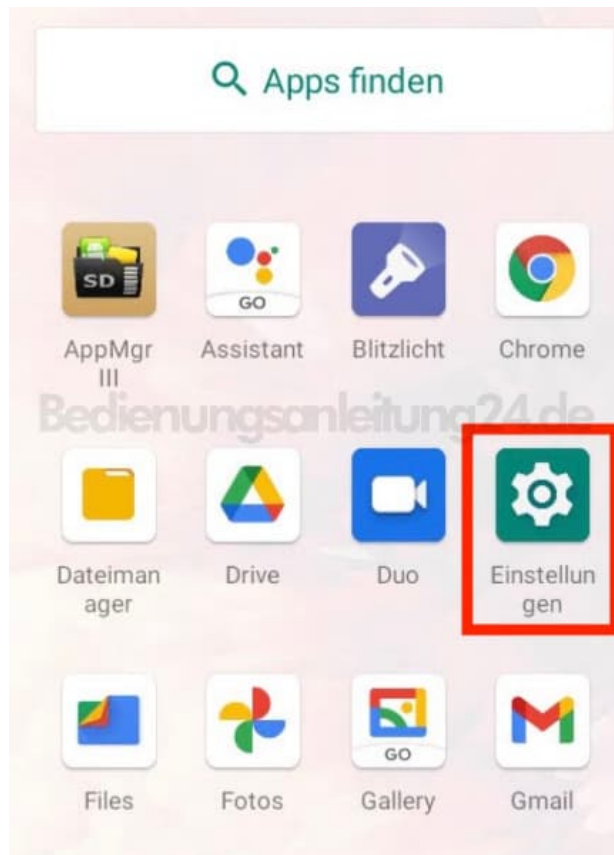 Apps finden
SD
GO
AppMgr
III
Assistant
Blitzlicht
Chrome
Bedienungsanleitung24.de
Dateiman
ager
Drive
Duo
Einstellun
gen
GO
Files
Fotos
Gallery
Gmail